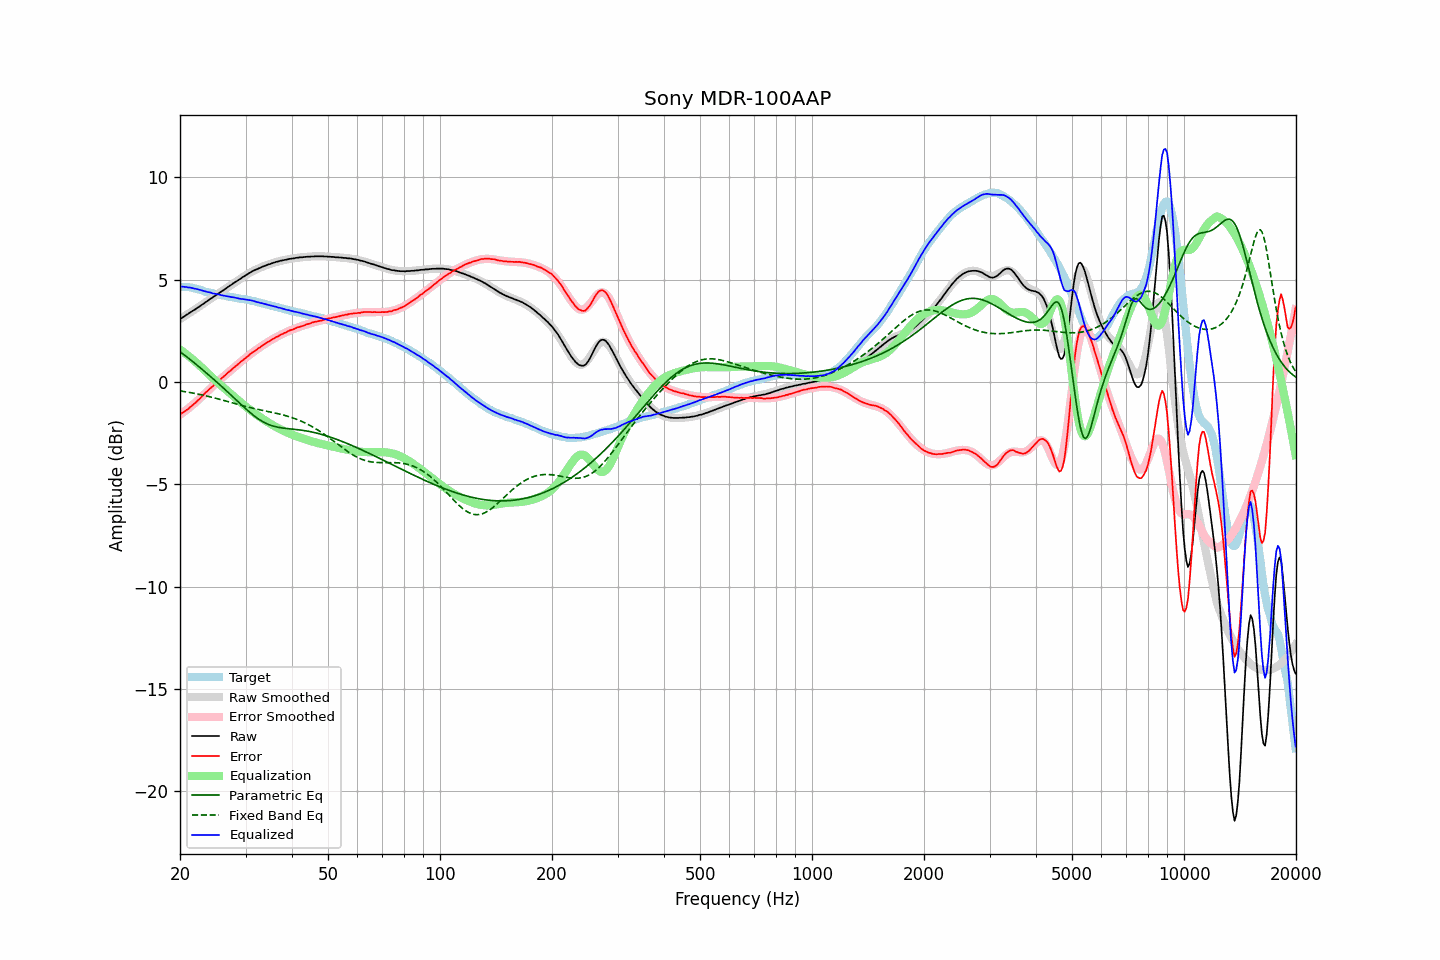 Sony MDR-100AAP
Amplitude (dBr)
10
5
0
−5
−10
−15
−20
Target
Raw Smoothed
Error Smoothed
Raw
Error
Equalization
Parametric Eq
Fixed Band Eq
Equalized
20 50 100 200 500 1000 2000 5000 10000 20000
Frequency (Hz)